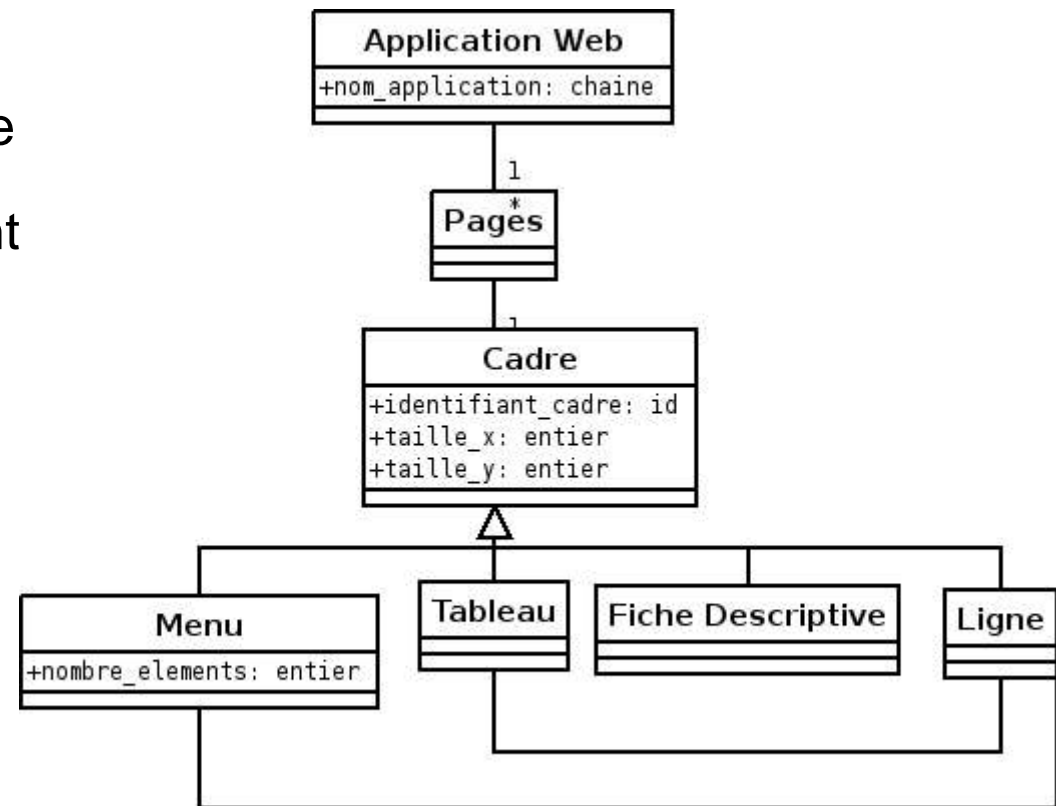 Application Web
+nom_application: chaine
e
1
*
Pages
nt
1
Cadre
+identifiant_cadre: id
+taille_x: entier
+taille_y: entier
Menu
+nombre_elements: entier
Tableau
Fiche Descriptive
Ligne